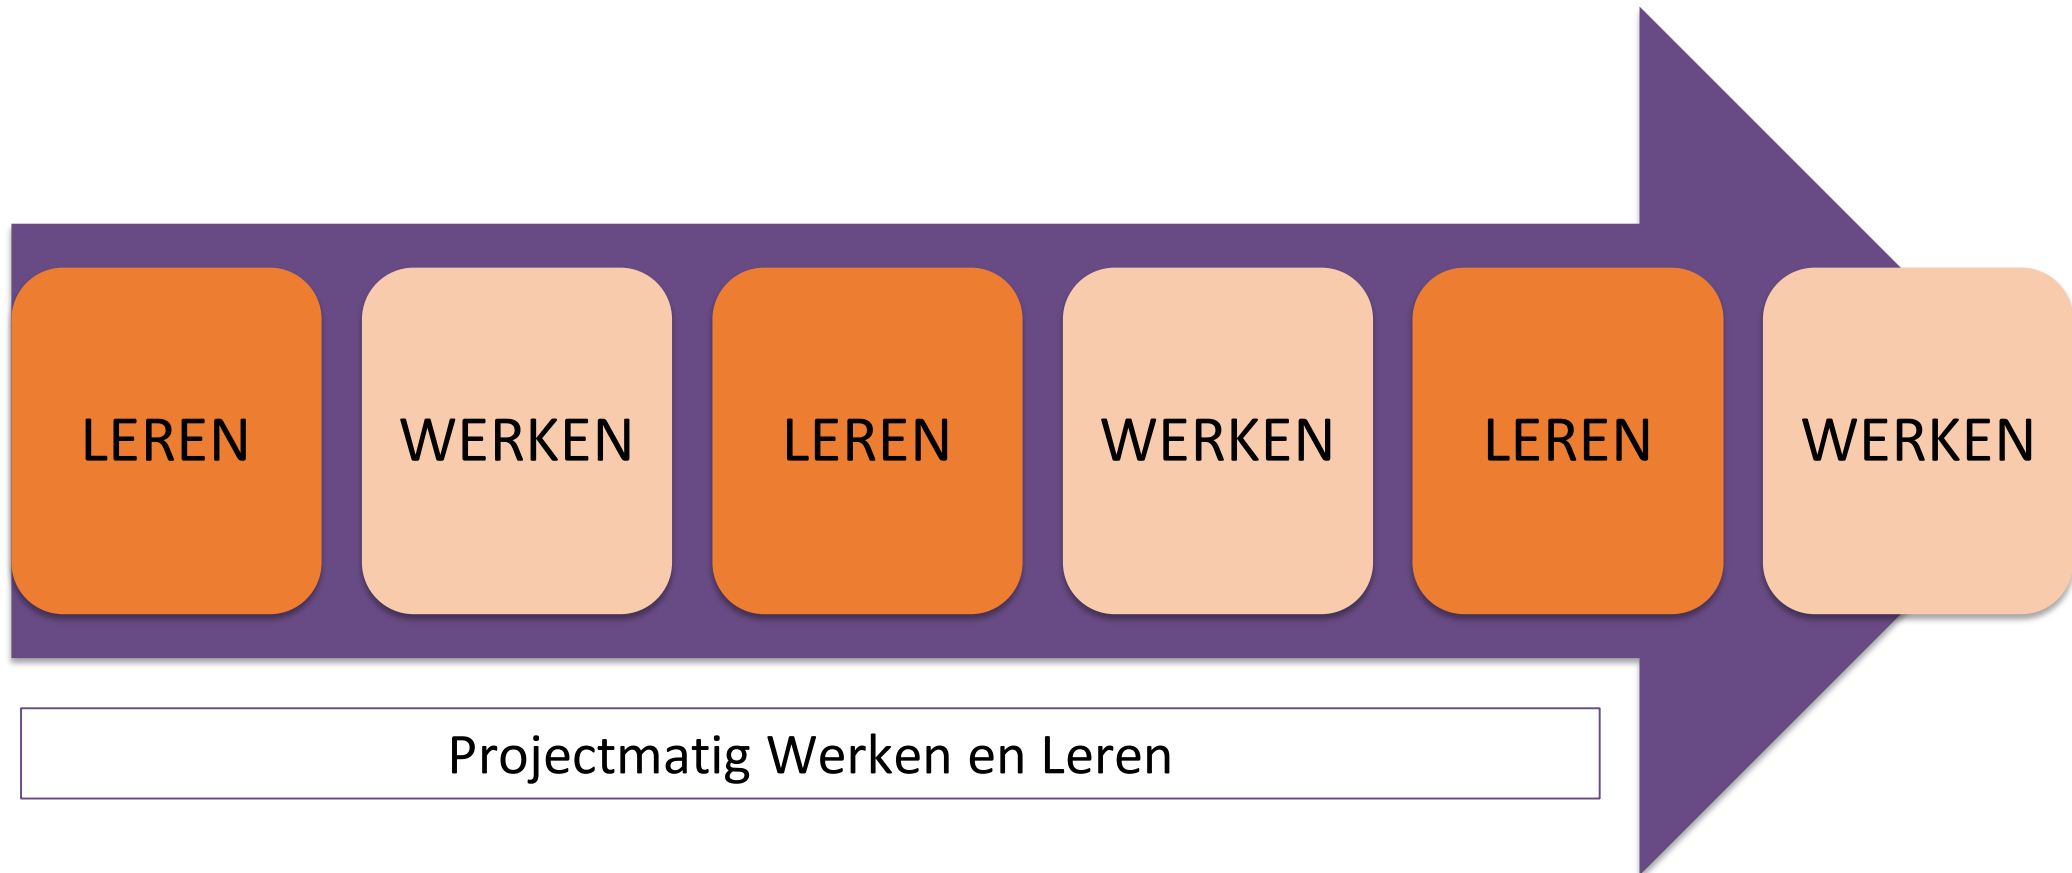 LEREN
WERKEN
LEREN
WERKEN
LEREN
WERKEN
Projectmatig Werken en Leren